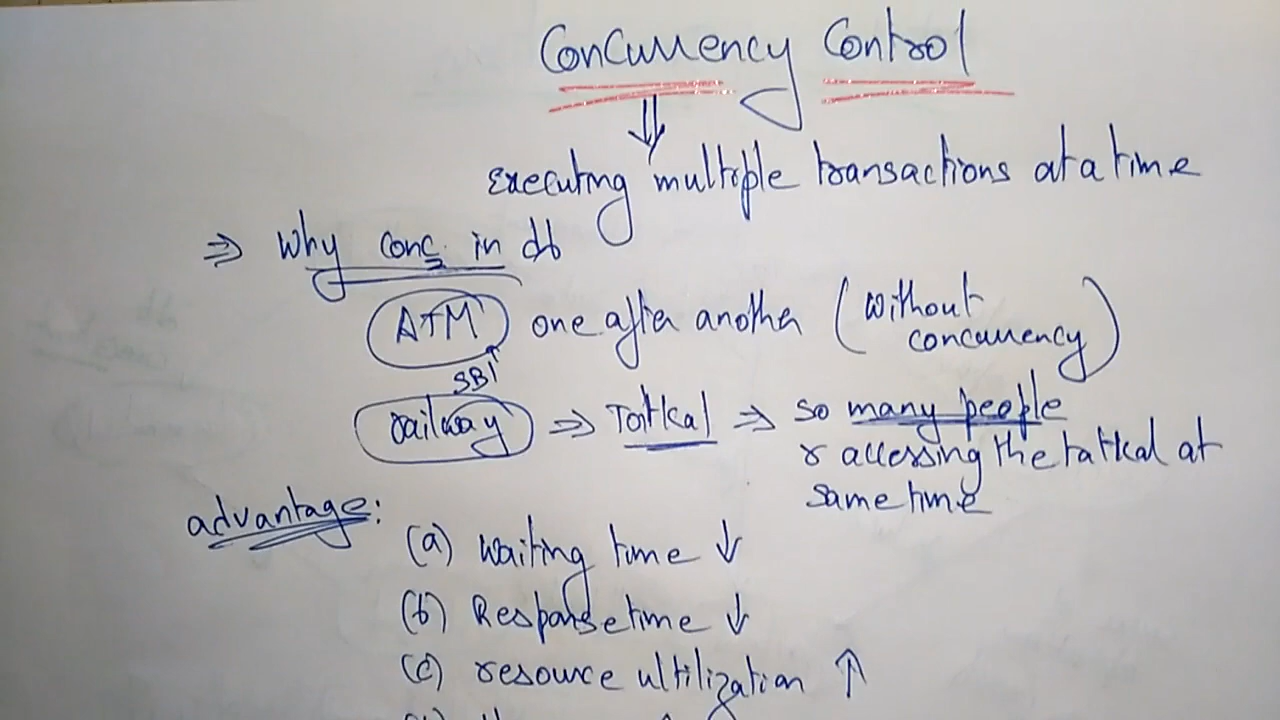 Concurrency Control
⇓
Executing multiple transactions at a time
⇒ Why conc in db
ATM one after another (without concurrency)
SBI
railway ⇒ Tatkal ⇒ so many people
r accessing the tatkal at
same time
advantage:
(a) waiting time ↓
(b) Response time ↓
(c) resource ultilization ↑